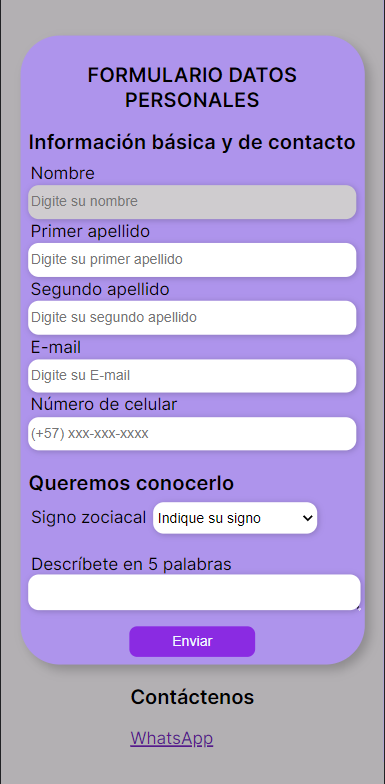 FORMULARIO DATOS
PERSONALES
Información básica y de contacto
Nombre
Digite su nombre
Primer apellido
Digite su primer apellido
Segundo apellido
Digite su segundo apellido
E-mail
Digite su E-mail
Número de celular
(+57) xxx-xxx-xxxx
Queremos conocerlo
Signo zociacal Indique su signo
Descríbete en 5 palabras
Enviar
Contáctenos
WhatsApp